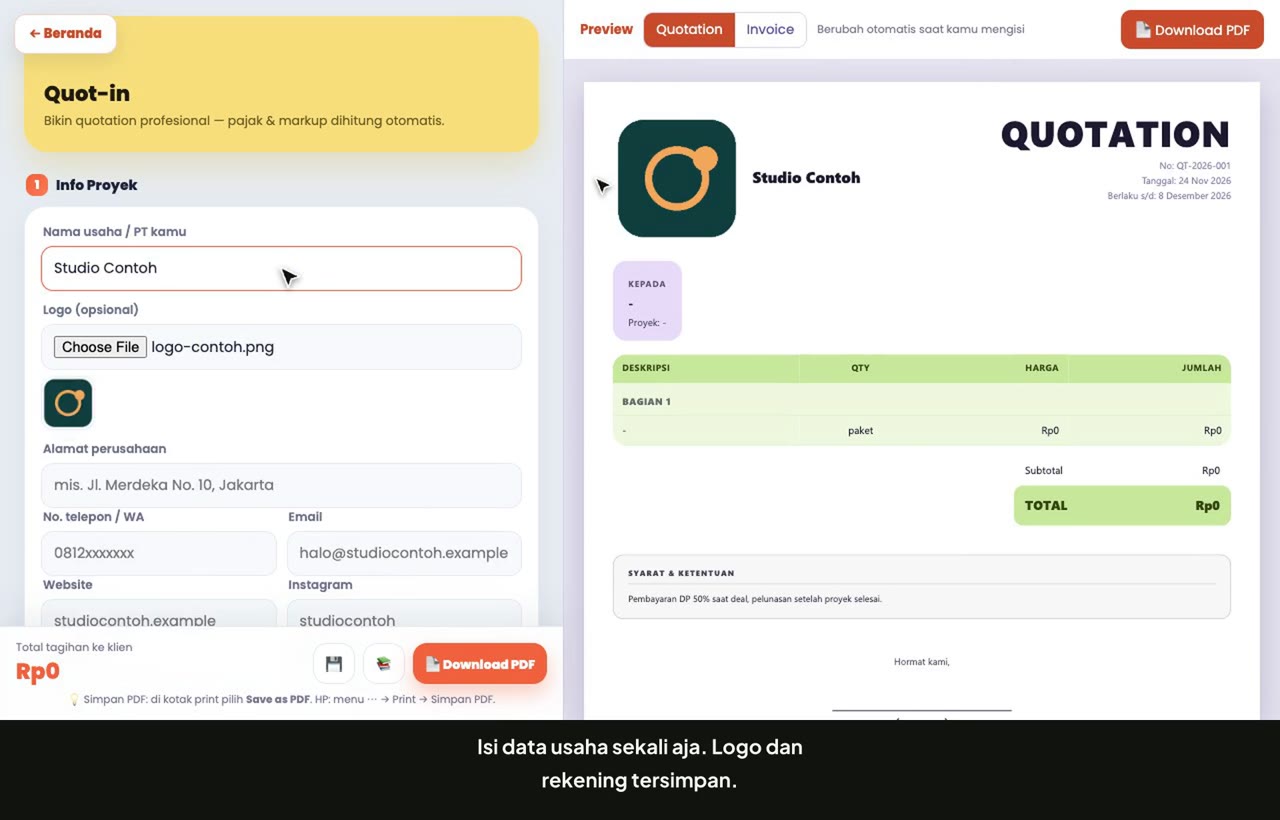 ← Beranda
Quot-in
Bikin quotation profesional — pajak & markup dihitung otomatis.
1 Info Proyek
Nama usaha / PT kamu
Studio Contoh
Logo (opsional)
Choose File logo-contoh.png
Alamat perusahaan
mis. Jl. Merdeka No. 10, Jakarta
No. telepon / WA Email
0812xxxxxxx halo@studiocontoh.example
Website Instagram
studiocontoh.example studiocontoh
Total tagihan ke klien
Rp0
Download PDF
Simpan PDF: di kotak print pilih Save as PDF. HP: menu ··· → Print → Simpan PDF.
Preview Quotation Invoice Berubah otomatis saat kamu mengisi Download PDF
QUOTATION
No: QT-2026-001
Tanggal: 24 Nov 2026
Berlaku s/d: 8 Desember 2026
Studio Contoh
KEPADA
-
Proyek: -
DESKRIPSI QTY HARGA JUMLAH
BAGIAN 1
- paket Rp0 Rp0
Subtotal Rp0
TOTAL Rp0
SYARAT & KETENTUAN
Pembayaran DP 50% saat deal, pelunasan setelah proyek selesai.
Hormat kami,
Isi data usaha sekali aja. Logo dan
rekening tersimpan.